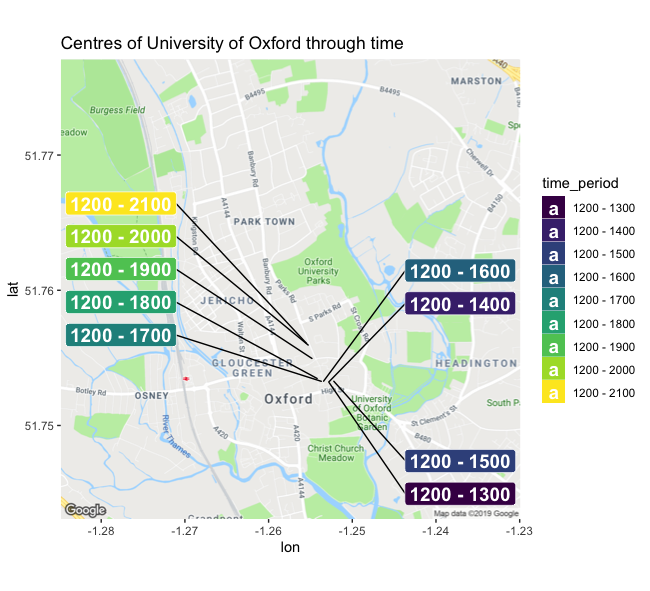 Centres of University of Oxford through time
lat
51.77
51.76
51.75
B4495
B4495
A40
MARSTON
Burgess Field
eadow
Spe
Cherwell Dr
Banbury Rd
A4144
B4150
1200 - 2100
1200 - 2000
1200 - 1900
1200 - 1800
1200 - 1700
Kingston Rd
PARK TOWN
Oxford
University
Parks
Banbury Rd
Parks Rd
1200 - 1600
1200 - 1400
JERICHO
S Parks Rd
St Cross Rd
A4144
Walton St
GLOUCESTER
GREEN
HEADINGTON
Botley Rd
OSNEY
Oxford
High St
University
of Oxford
Botanic
Garden
South P
St Clement's St
River Thames
A420
A420
B480
Christ Church
Meadow
1200 - 1500
1200 - 1300
A4144
Grandpont
Google
Map data ©2019 Google
-1.28
-1.27
-1.26
-1.25
-1.24
-1.23
lon
time_period
a 1200 - 1300
a 1200 - 1400
a 1200 - 1500
a 1200 - 1600
a 1200 - 1700
a 1200 - 1800
a 1200 - 1900
a 1200 - 2000
a 1200 - 2100